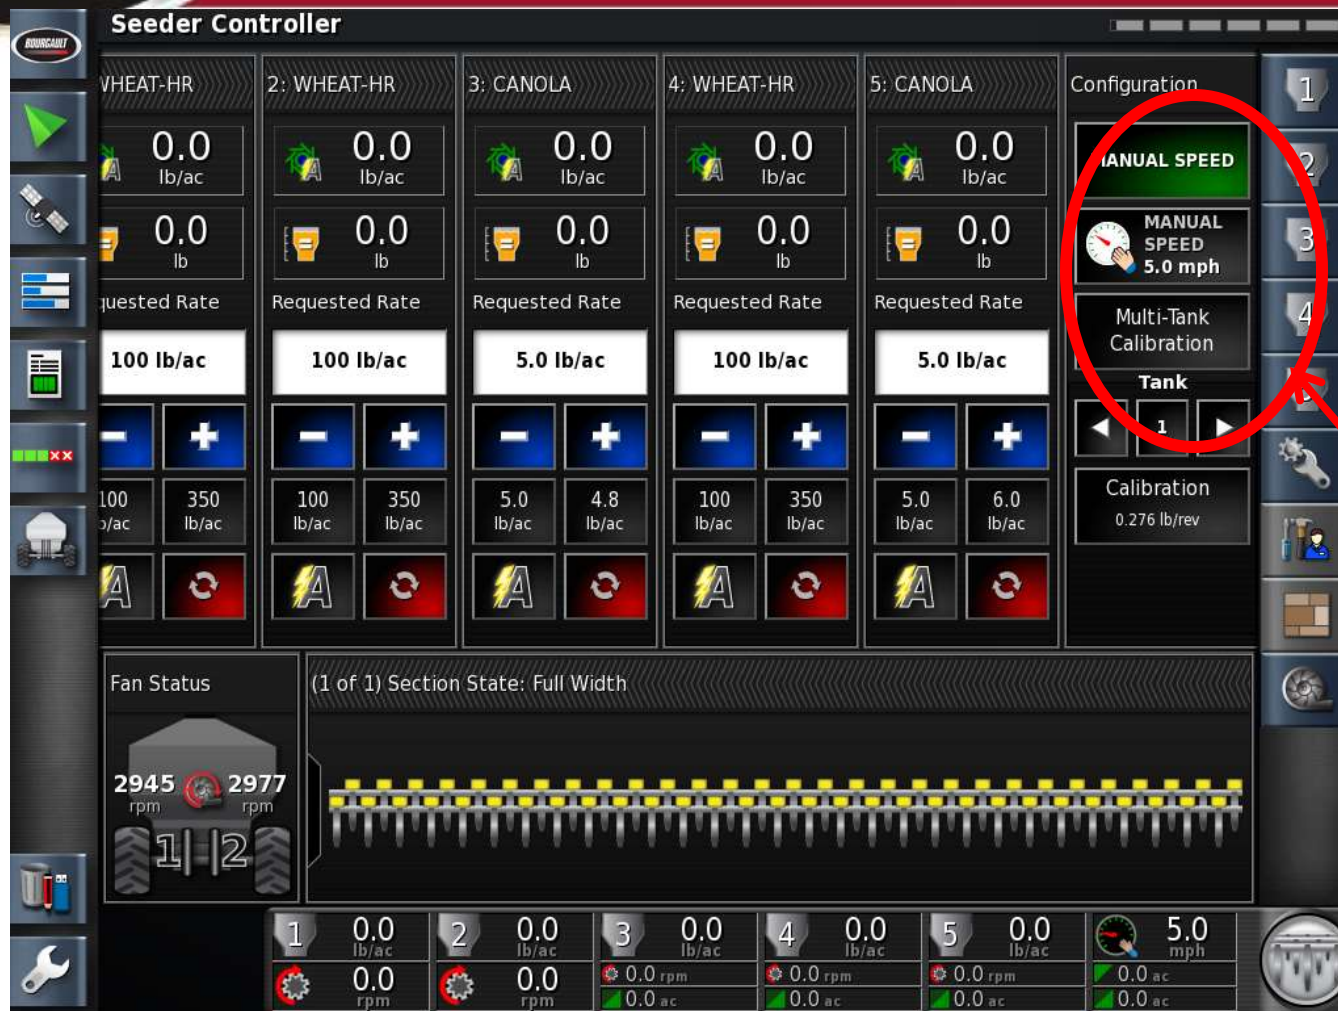 BOURGAULT
Seeder Controller
WHEAT-HR
2: WHEAT-HR
3: CANOLA
4: WHEAT-HR
5: CANOLA
Configuration
0.0
lb/ac
0.0
lb/ac
0.0
lb/ac
0.0
lb/ac
0.0
lb/ac
MANUAL SPEED
0.0
lb
0.0
lb
0.0
lb
0.0
lb
0.0
lb
MANUAL
SPEED
5.0 mph
quested Rate
Requested Rate
Requested Rate
Requested Rate
Requested Rate
100 lb/ac
100 lb/ac
5.0 lb/ac
100 lb/ac
5.0 lb/ac
Multi-Tank
Calibration
Tank
1
100
b/ac
350
lb/ac
100
lb/ac
350
lb/ac
5.0
lb/ac
4.8
lb/ac
100
lb/ac
350
lb/ac
5.0
lb/ac
6.0
lb/ac
Calibration
0.276 lb/rev
A
A
A
A
A
1
2
3
4
5
Fan Status
(1 of 1) Section State: Full Width
2945
rpm
2977
rpm
1
2
1
0.0
lb/ac
0.0
rpm
2
0.0
lb/ac
0.0
rpm
3
0.0
lb/ac
0.0 rpm
0.0 ac
4
0.0
lb/ac
0.0 rpm
0.0 ac
5
0.0
lb/ac
0.0 rpm
0.0 ac
5.0
mph
0.0 ac
0.0 ac